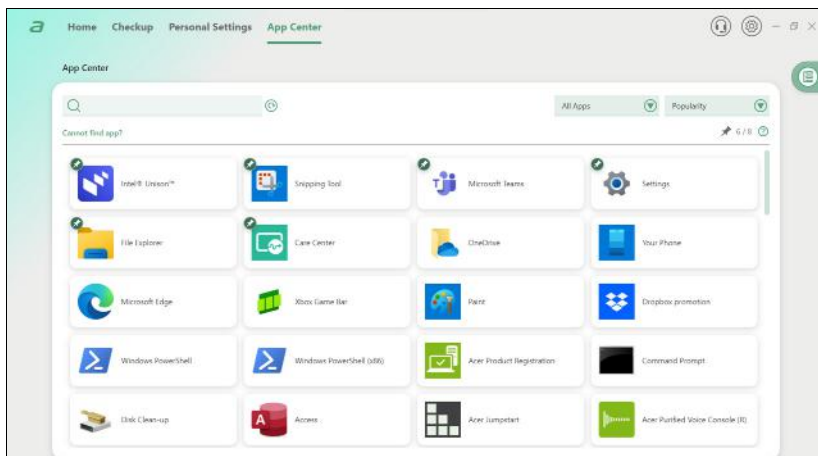 Home Checkup Personal Settings App Center
App Center
All Apps Popularity
Cannot find app? 6 / 8
Intel® Unison™ Snipping Tool Microsoft Teams Settings
File Explorer Care Center OneDrive Your Phone
Microsoft Edge Xbox Game Bar Paint Dropbox promotion
Windows PowerShell Windows PowerShell (x86) Acer Product Registration Command Prompt
Disk Clean-up Access Acer Jumpstart Acer Purified Voice Console (R)